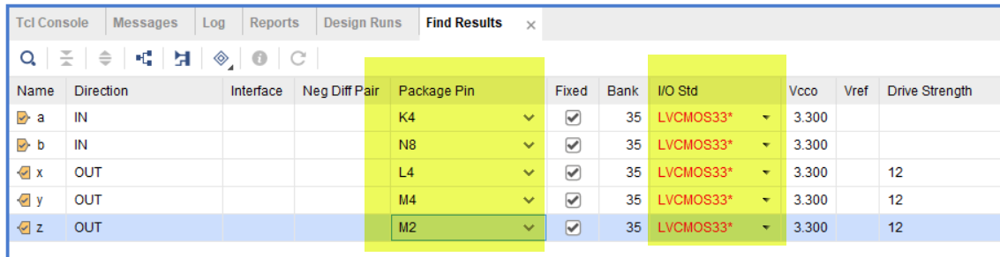 Tcl Console Messages Log Reports Design Runs Find Results ×
Name Direction Interface Neg Diff Pair Package Pin Fixed Bank I/O Std Vcco Vref Drive Strength
a IN K4 35 LVCMOS33* 3.300
b IN N8 35 LVCMOS33* 3.300
x OUT L4 35 LVCMOS33* 3.300 12
y OUT M4 35 LVCMOS33* 3.300 12
z OUT M2 35 LVCMOS33* 3.300 12